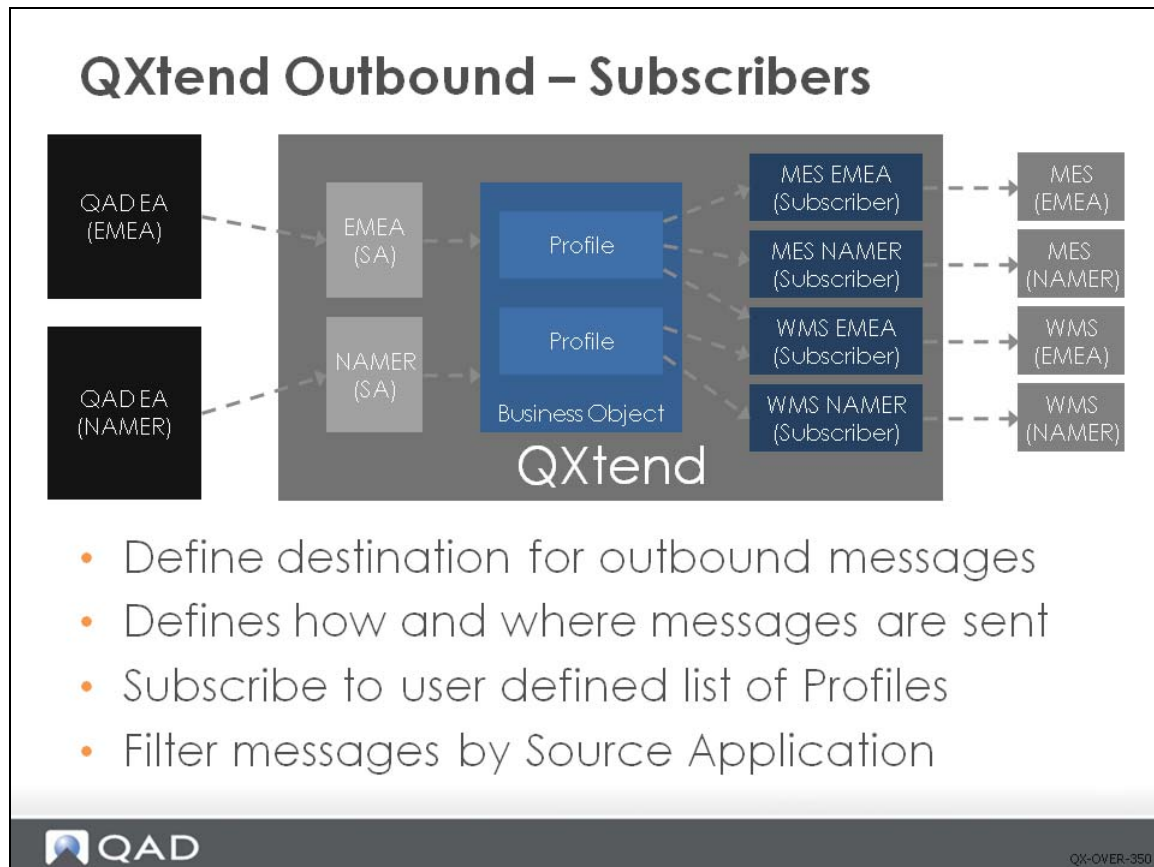 QXtend Outbound – Subscribers
QAD EA
(EMEA)
QAD EA
(NAMER)
EMEA
(SA)
NAMER
(SA)
Profile
Profile
Business Object
QXtend
MES EMEA
(Subscriber)
MES NAMER
(Subscriber)
WMS EMEA
(Subscriber)
WMS NAMER
(Subscriber)
MES
(EMEA)
MES
(NAMER)
WMS
(EMEA)
WMS
(NAMER)
• Define destination for outbound messages
• Defines how and where messages are sent
• Subscribe to user defined list of Profiles
• Filter messages by Source Application
QAD
QX-OVER-350